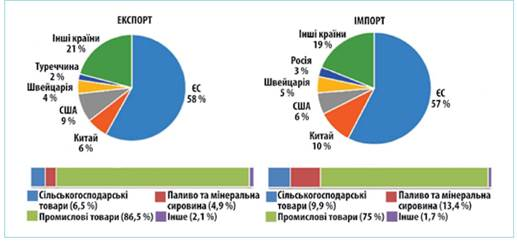 ЕКСПОРТ
Інші країни
21 %
Туреччина
2 %
Швейцарія
4 %
США
9 %
Китай
6 %
ЄС
58 %
Сільськогосподарські
товари (6,5 %)
Паливо та мінеральна
сировина (4,9 %)
Промислові товари (86,5 %)
Інше (2,1 %)
ІМПОРТ
Інші країни
19 %
Росія
3 %
Швейцарія
5 %
США
6 %
Китай
10 %
ЄС
57 %
Сільськогосподарські
товари (9,9 %)
Паливо та мінеральна
сировина (13,4 %)
Промислові товари (75 %)
Інше (1,7 %)